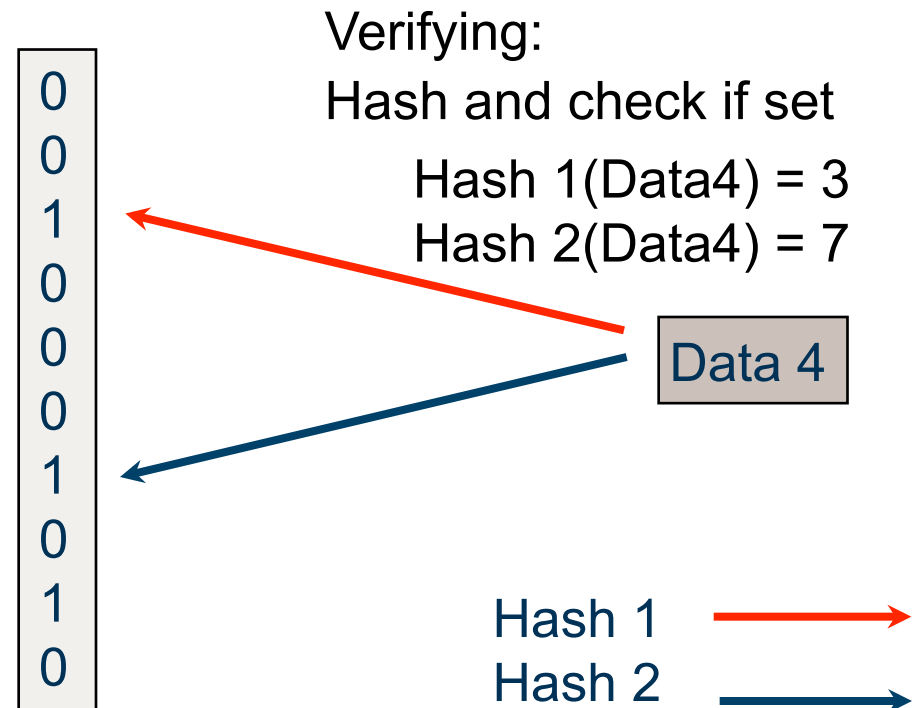 Verifying:
Hash and check if set
Hash 1(Data4) = 3
Hash 2(Data4) = 7
0
0
1
0
0
0
1
0
1
0
Data 4
Hash 1
Hash 2